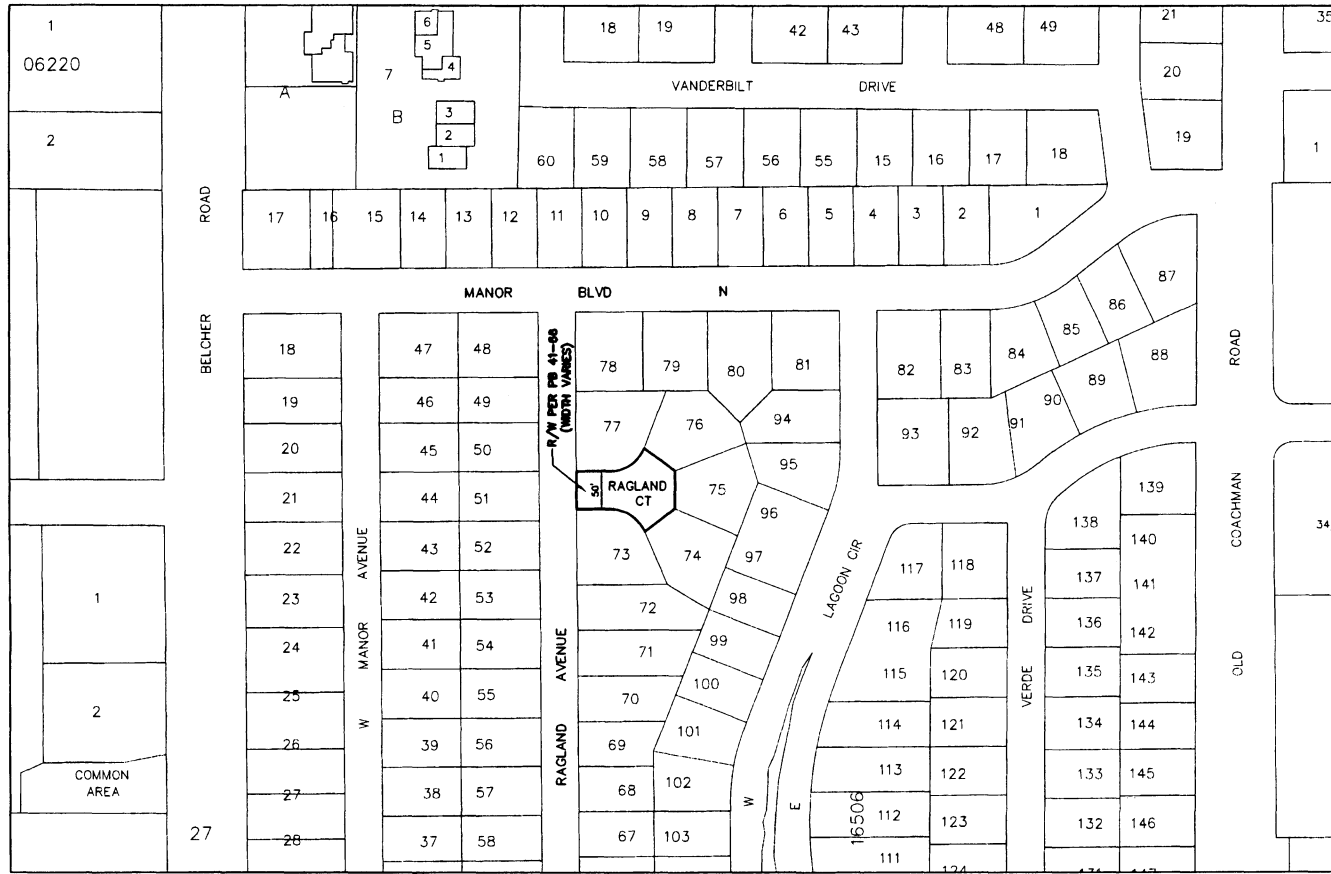 1
06220
2
A
7
B
6
5
4
3
2
1
18 19
42 43
48 49
21
20
19
35
1
VANDERBILT DRIVE
60 59 58 57 56 55 15 16 17 18
17 16 15 14 13 12 11 10 9 8 7 6 5 4 3 2 1
MANOR BLVD N
BELCHER ROAD
R/W PER PB 41-68
(WIDTH VARIES)
18
19
20
21
22
23
24
25
26
27
28
W MANOR AVENUE
47 48
46 49
45 50
44 51
43 52
42 53
41 54
40 55
39 56
38 57
37 58
RAGLAND AVENUE
78 79 80 81
77 76 94
50'
RAGLAND
CT
75
95
96
73 74 97
72 98
71 99
70 100
69 101
68 102
67 103
LAGOON CIR
W
E
82 83 84 85 86 87
93 92 91 90 89 88
117 118
116 119
115 120
114 121
113 122
112 123
111 124
16506
VERDE DRIVE
138 139
137 140
136 141
135 142
134 143
133 144
132 145
131 146
147
OLD COACHMAN ROAD
34
1
2
COMMON
AREA
27